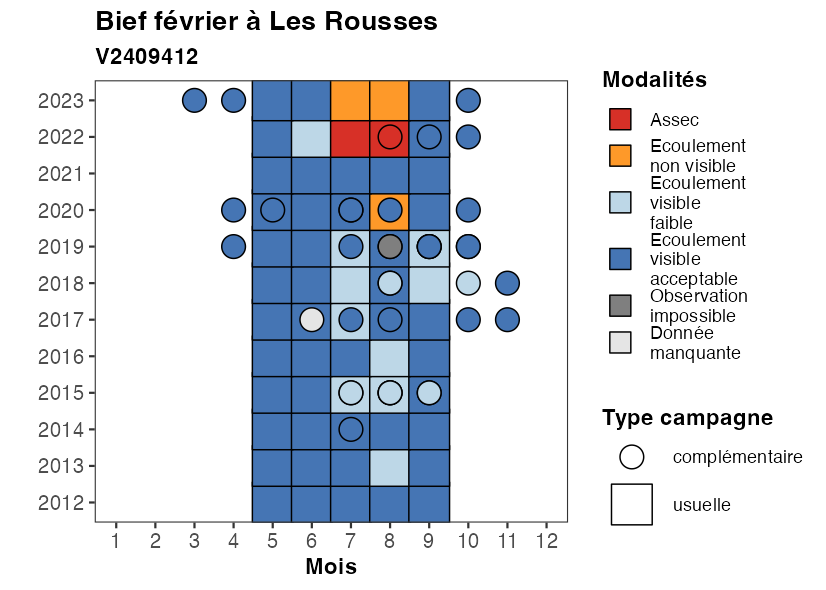 Bief février à Les Rousses
V2409412
2023
2022
2021
2020
2019
2018
2017
2016
2015
2014
2013
2012
1 2 3 4 5 6 7 8 9 10 11 12
Mois
Modalités
Assec
Ecoulement
non visible
Ecoulement
visible
faible
Ecoulement
visible
acceptable
Observation
impossible
Donnée
manquante
Type campagne
complémentaire
usuelle